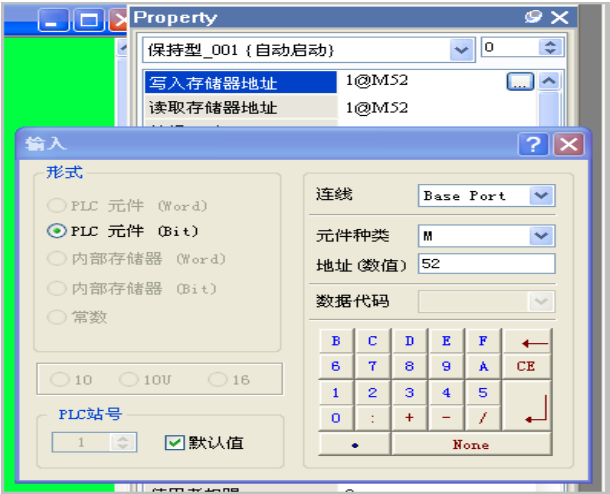 Property
保持型_001 {自动启动}
0
写入存储器地址
1@M52
...
读取存储器地址
1@M52
输入
?
形式
PLC 元件 (Word)
PLC 元件 (Bit)
内部存储器 (Word)
内部存储器 (Bit)
常数
10
10U
16
PLC站号
1
默认值
连线
Base Port
元件种类
M
地址(数值)
52
数据代码
B C D E F
6 7 8 9 A CE
1 2 3 4 5
0 : + - /
• None